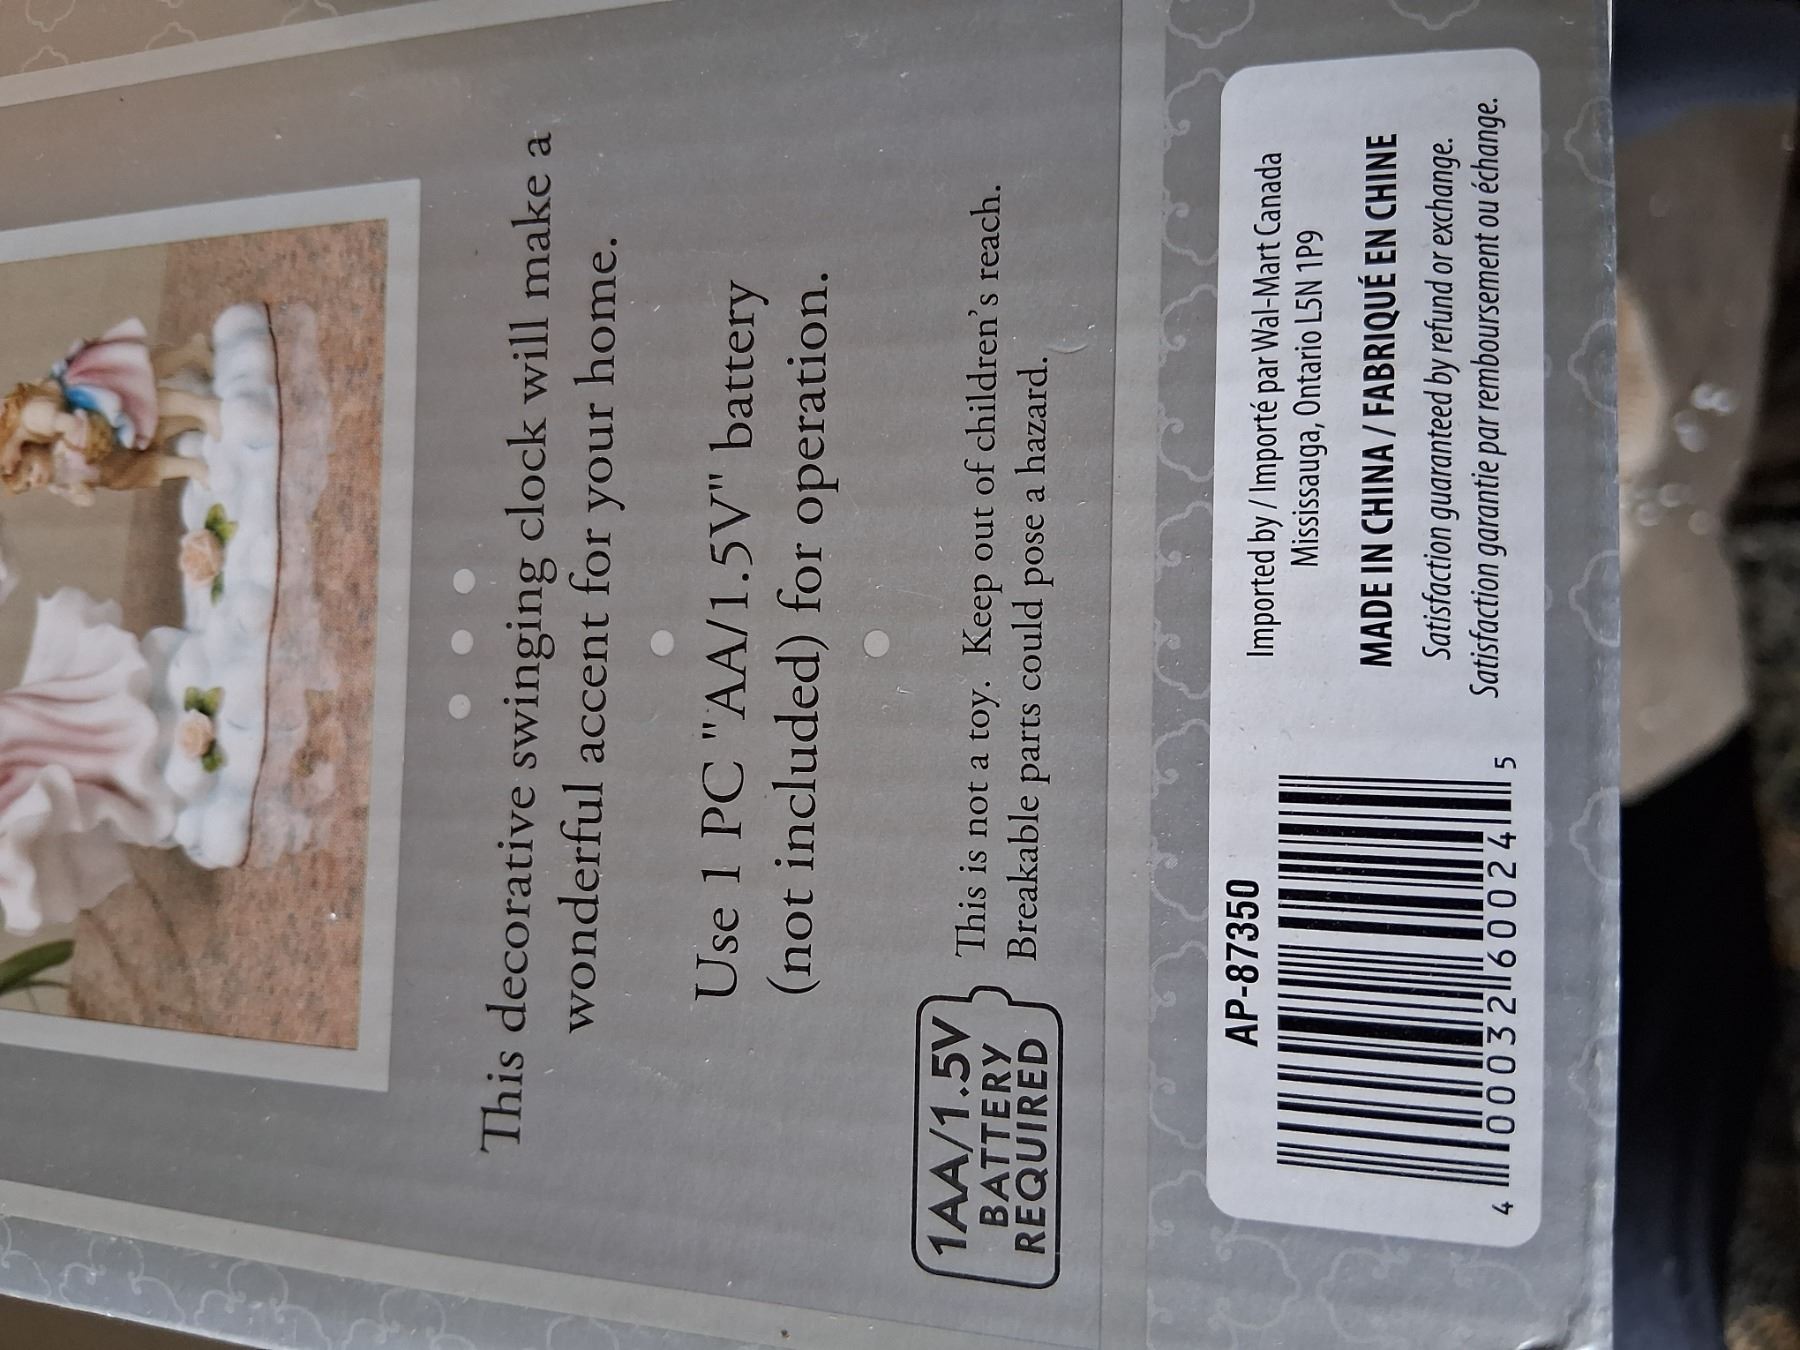 This decorative swinging clock will make a
wonderful accent for your home.
Use 1 PC "AA/1.5V" battery
(not included) for operation.
1AA/1.5V
BATTERY
REQUIRED
This is not a toy. Keep out of children's reach.
Breakable parts could pose a hazard.
AP-87350
4 000321 600245
Imported by / Importé par Wal-Mart Canada
Mississauga, Ontario L5N 1P9
MADE IN CHINA / FABRIQUÉ EN CHINE
Satisfaction guaranteed by refund or exchange.
Satisfaction garantie par remboursement ou échange.